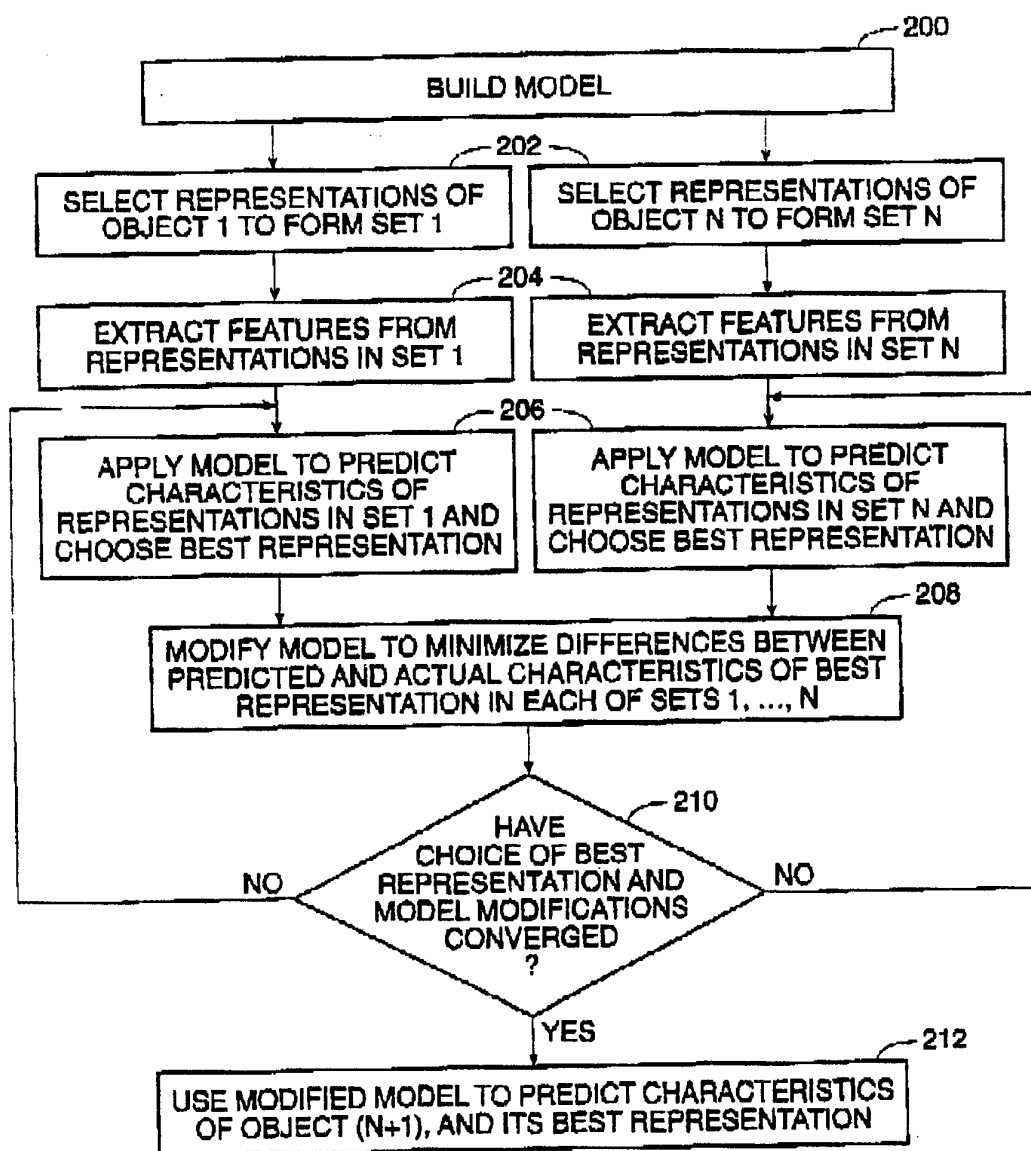 200
BUILD MODEL
202
SELECT REPRESENTATIONS OF
OBJECT 1 TO FORM SET 1
SELECT REPRESENTATIONS OF
OBJECT N TO FORM SET N
204
EXTRACT FEATURES FROM
REPRESENTATIONS IN SET 1
EXTRACT FEATURES FROM
REPRESENTATIONS IN SET N
206
APPLY MODEL TO PREDICT
CHARACTERISTICS OF
REPRESENTATIONS IN SET 1 AND
CHOOSE BEST REPRESENTATION
APPLY MODEL TO PREDICT
CHARACTERISTICS OF
REPRESENTATIONS IN SET N AND
CHOOSE BEST REPRESENTATION
208
MODIFY MODEL TO MINIMIZE DIFFERENCES BETWEEN
PREDICTED AND ACTUAL CHARACTERISTICS OF BEST
REPRESENTATION IN EACH OF SETS 1, ..., N
210
HAVE
CHOICE OF BEST
REPRESENTATION AND
MODEL MODIFICATIONS
CONVERGED
?
NO
NO
YES
212
USE MODIFIED MODEL TO PREDICT CHARACTERISTICS
OF OBJECT (N+1), AND ITS BEST REPRESENTATION